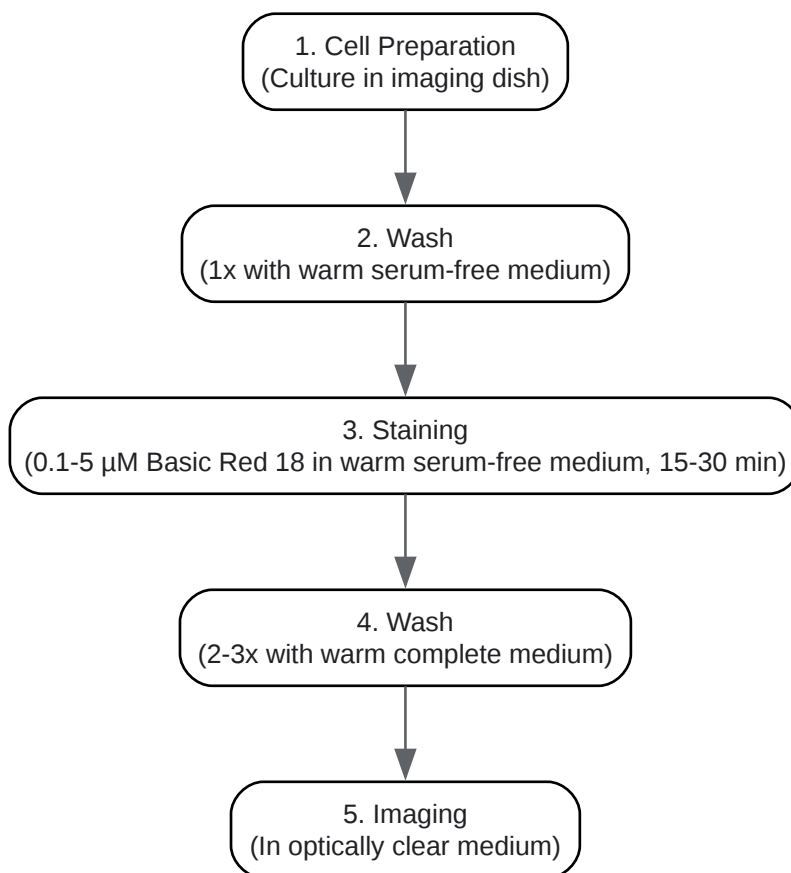 1. Cell Preparation
(Culture in imaging dish)
2. Wash
(1x with warm serum-free medium)
3. Staining
(0.1-5 µM Basic Red 18 in warm serum-free medium, 15-30 min)
4. Wash
(2-3x with warm complete medium)
5. Imaging
(In optically clear medium)